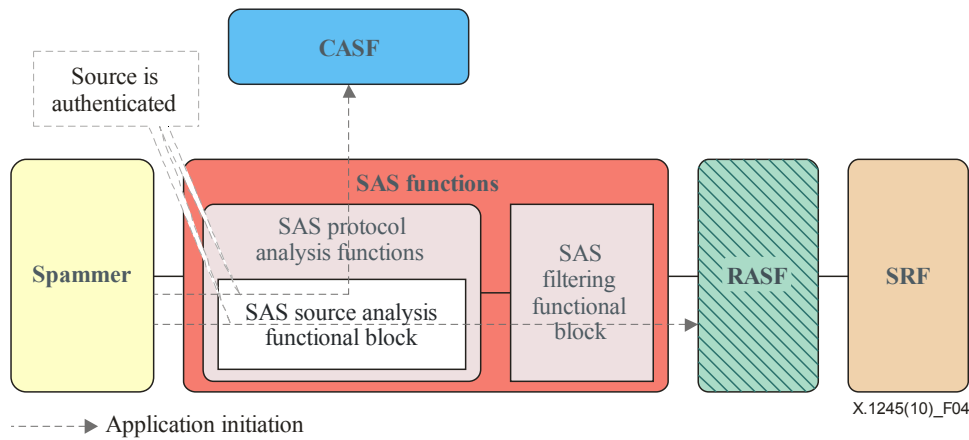 CASF
Source is
authenticated
SAS functions
SAS protocol
analysis functions
SAS
filtering
functional
block
Spammer
RASF
SRF
SAS source analysis
functional block
X.1245(10)_F04
Application initiation